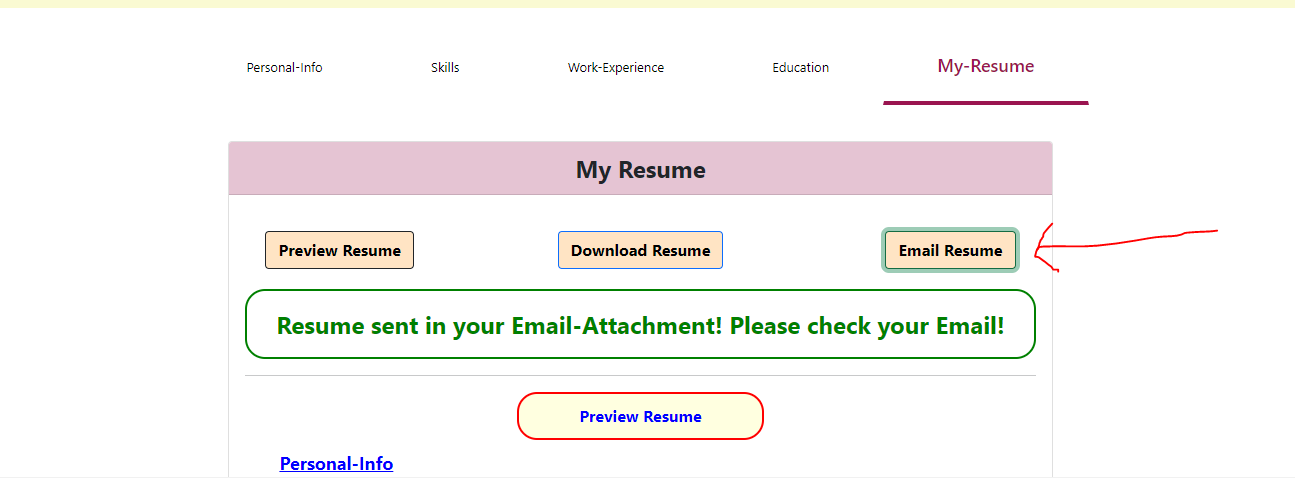 Personal-Info Skills Work-Experience Education My-Resume
My Resume
Preview Resume Download Resume Email Resume
Resume sent in your Email-Attachment! Please check your Email!
Preview Resume
Personal-Info